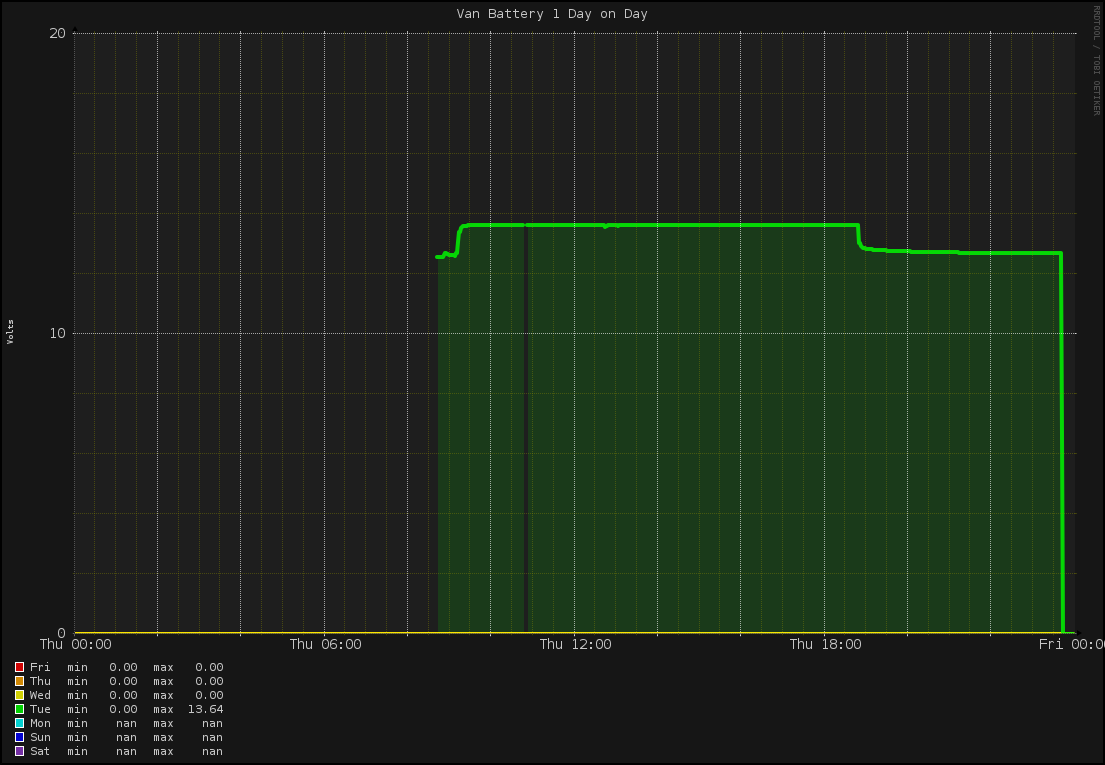 Van Battery 1 Day on Day
RRDTOOL / TOBI OETIKER
20
10
0
Volts
Thu 00:00 Thu 06:00 Thu 12:00 Thu 18:00 Fri 00:00
Fri min 0.00 max 0.00
Thu min 0.00 max 0.00
Wed min 0.00 max 0.00
Tue min 0.00 max 13.64
Mon min nan max nan
Sun min nan max nan
Sat min nan max nan